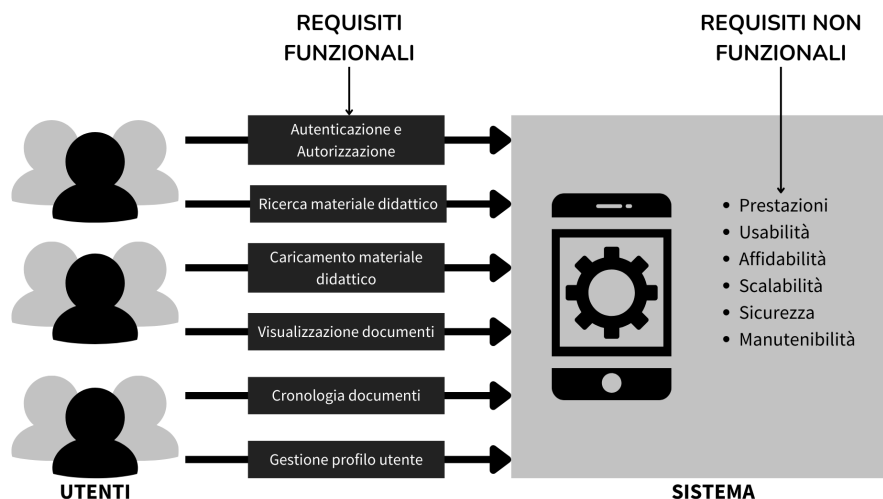 REQUISITI
FUNZIONALI
REQUISITI NON
FUNZIONALI
Autenticazione e
Autorizzazione
Ricerca materiale didattico
Caricamento materiale
didattico
Visualizzazione documenti
Cronologia documenti
Gestione profilo utente
• Prestazioni
• Usabilità
• Affidabilità
• Scalabilità
• Sicurezza
• Manutenibilità
UTENTI
SISTEMA